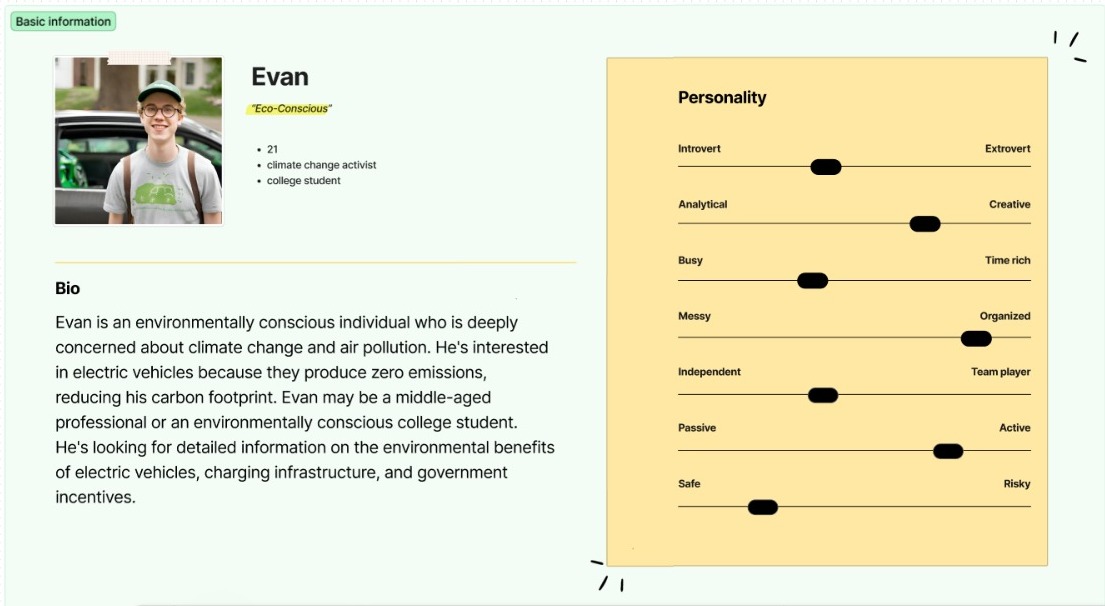 Basic information
Evan
"Eco-Conscious"
• 21
• climate change activist
• college student
Bio
Evan is an environmentally conscious individual who is deeply
concerned about climate change and air pollution. He's interested
in electric vehicles because they produce zero emissions,
reducing his carbon footprint. Evan may be a middle-aged
professional or an environmentally conscious college student.
He's looking for detailed information on the environmental benefits
of electric vehicles, charging infrastructure, and government
incentives.
Personality
Introvert Extrovert
Analytical Creative
Busy Time rich
Messy Organized
Independent Team player
Passive Active
Safe Risky